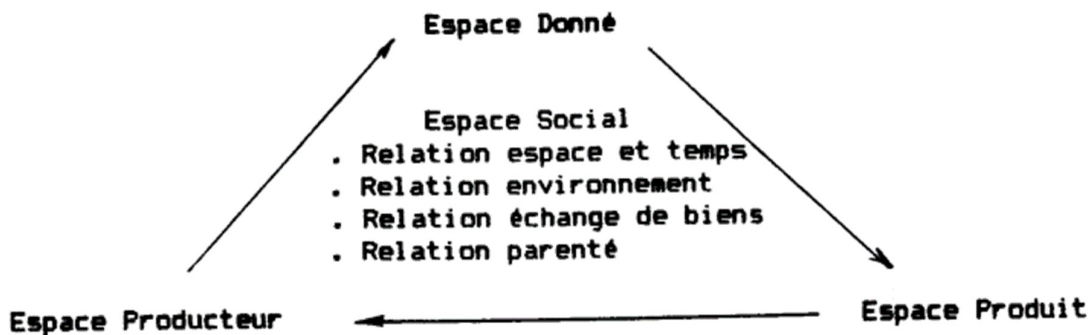 Espace Donné
Espace Social
. Relation espace et temps
. Relation environnement
. Relation échange de biens
. Relation parenté
Espace Producteur
Espace Produit